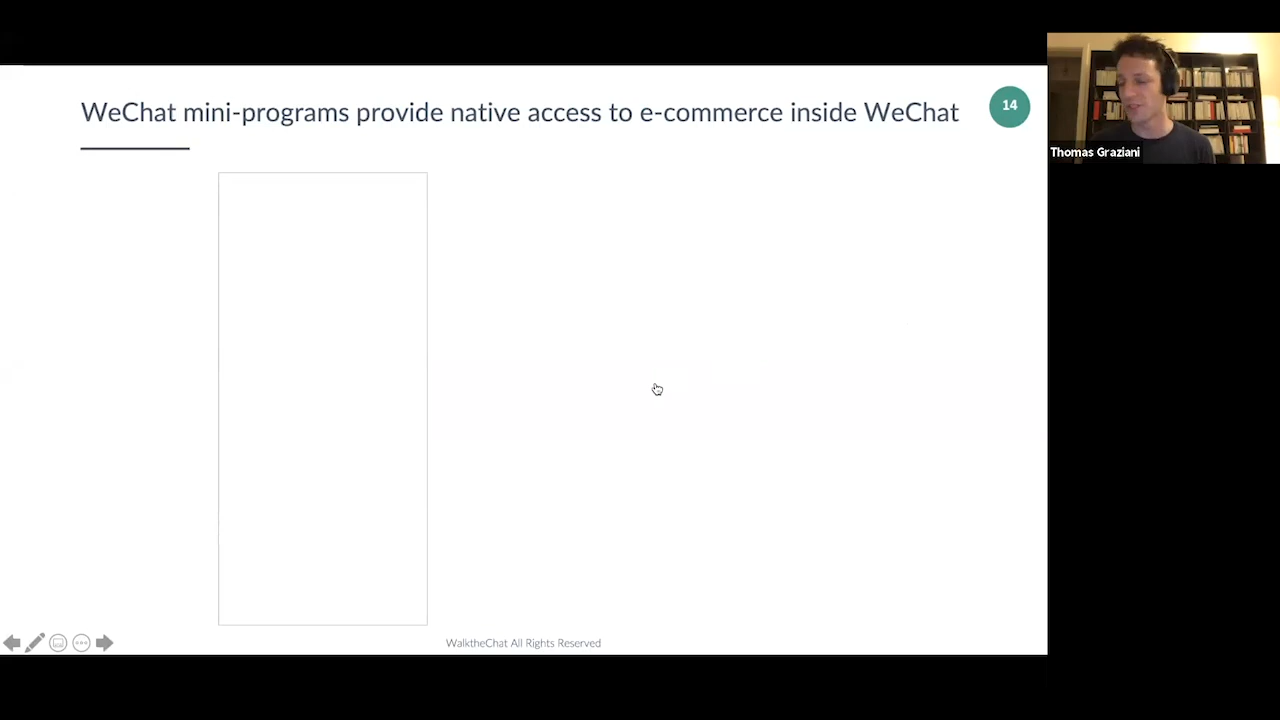 WeChat mini-programs provide native access to e-commerce inside WeChat
14
Thomas Graziani
WalktheChat All Rights Reserved